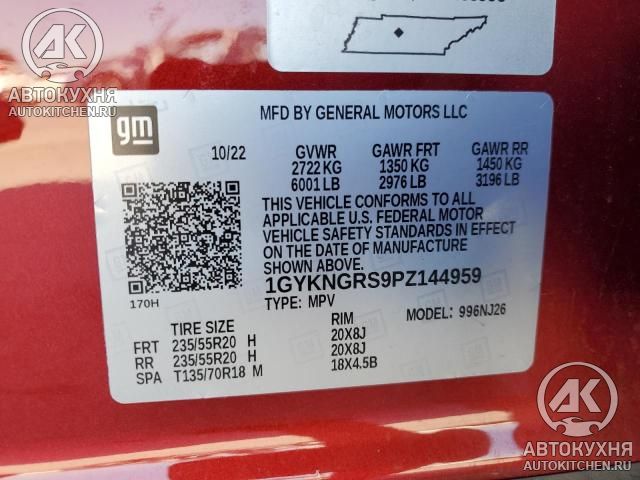 АВТОКУХНЯ
AUTOKITCHEN.RU
gm
MFD BY GENERAL MOTORS LLC
10/22 GVWR GAWR FRT GAWR RR
2722 KG 1350 KG 1450 KG
6001 LB 2976 LB 3196 LB
THIS VEHICLE CONFORMS TO ALL
APPLICABLE U.S. FEDERAL MOTOR
VEHICLE SAFETY STANDARDS IN EFFECT
ON THE DATE OF MANUFACTURE
SHOWN ABOVE.
1GYKNGRS9PZ144959
170H
TYPE: MPV MODEL: 996NJ26
TIRE SIZE RIM
FRT 235/55R20 H 20X8J
RR 235/55R20 H 20X8J
SPA T135/70R18 M 18X4.5B
АК
АВТОКУХНЯ
AUTOKITCHEN.RU